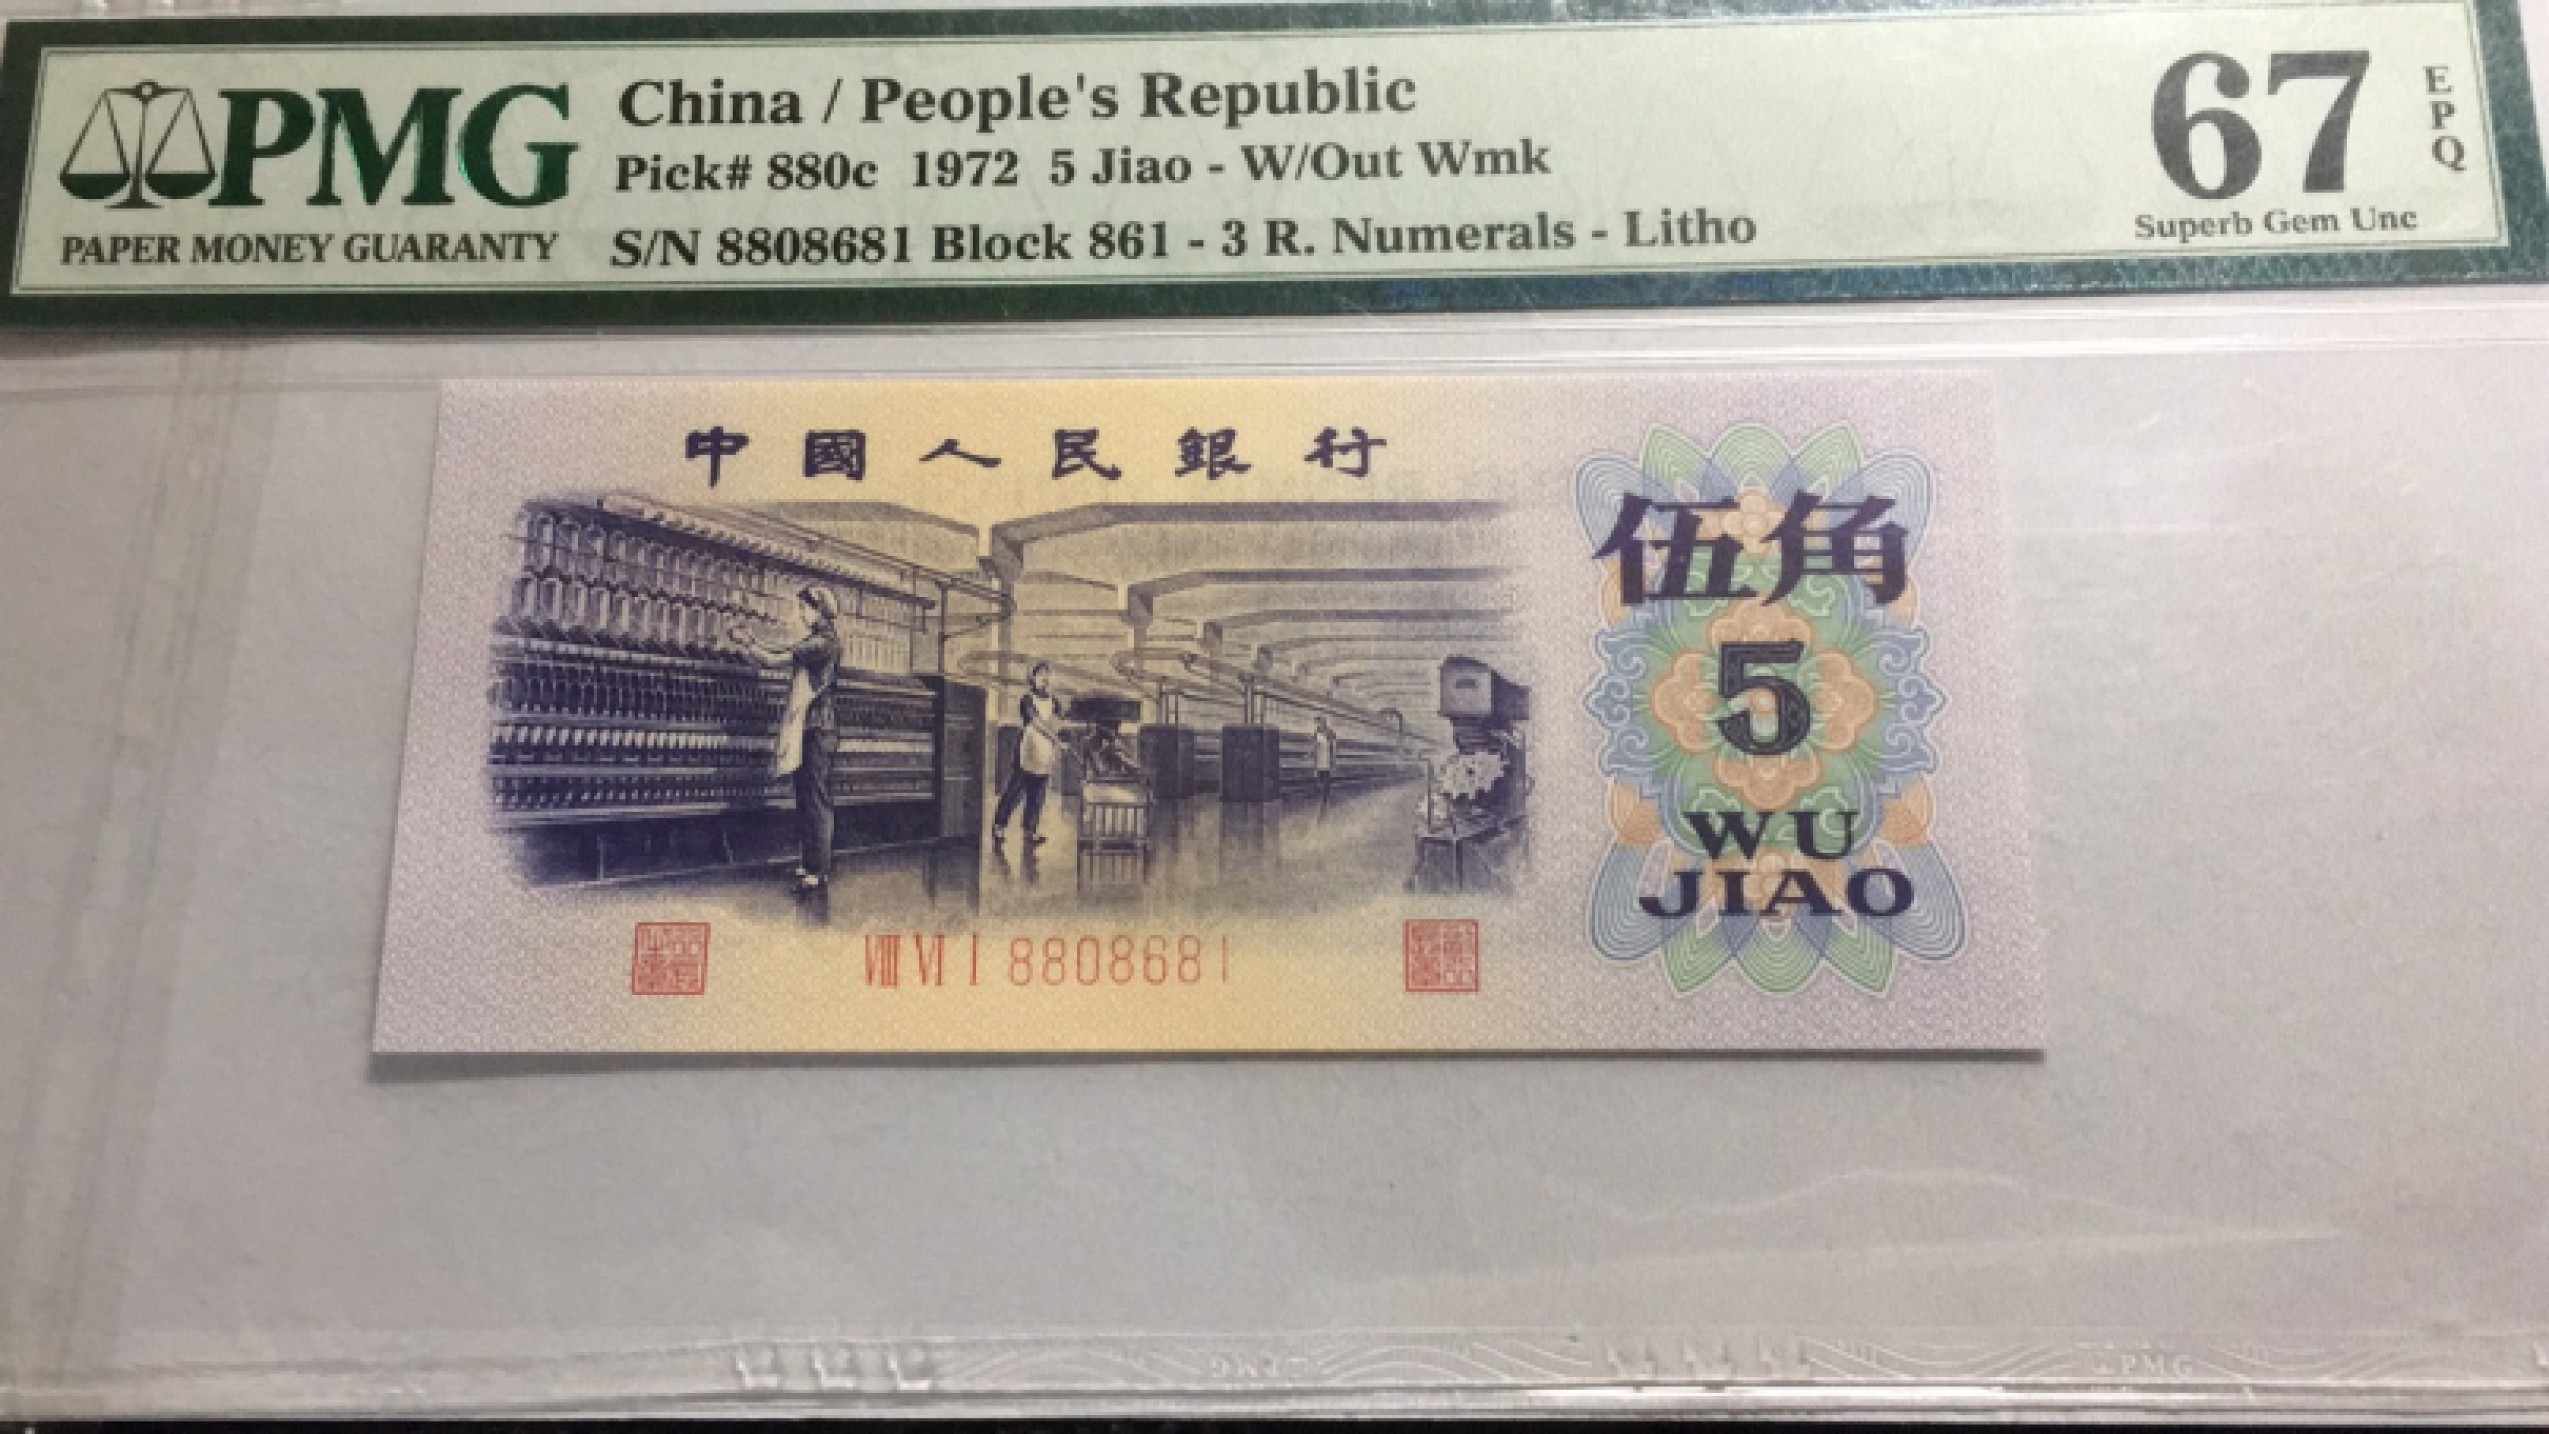 PMG
PAPER MONEY GUARANTY
China / People's Republic
Pick# 880c 1972 5 Jiao - W/Out Wmk
S/N 8808681 Block 861 - 3 R. Numerals - Litho
67
EPQ
Superb Gem Unc
中國人民銀行
伍角
5
WU
JIAO
VIII VI I 8808681
PMG